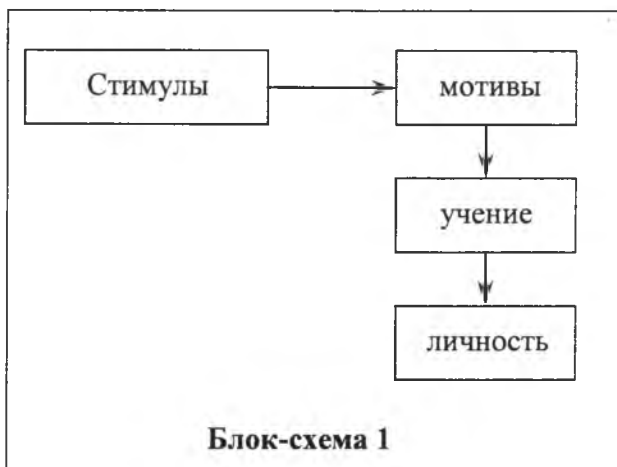 Стимулы
мотивы
учение
личность
Блок-схема 1